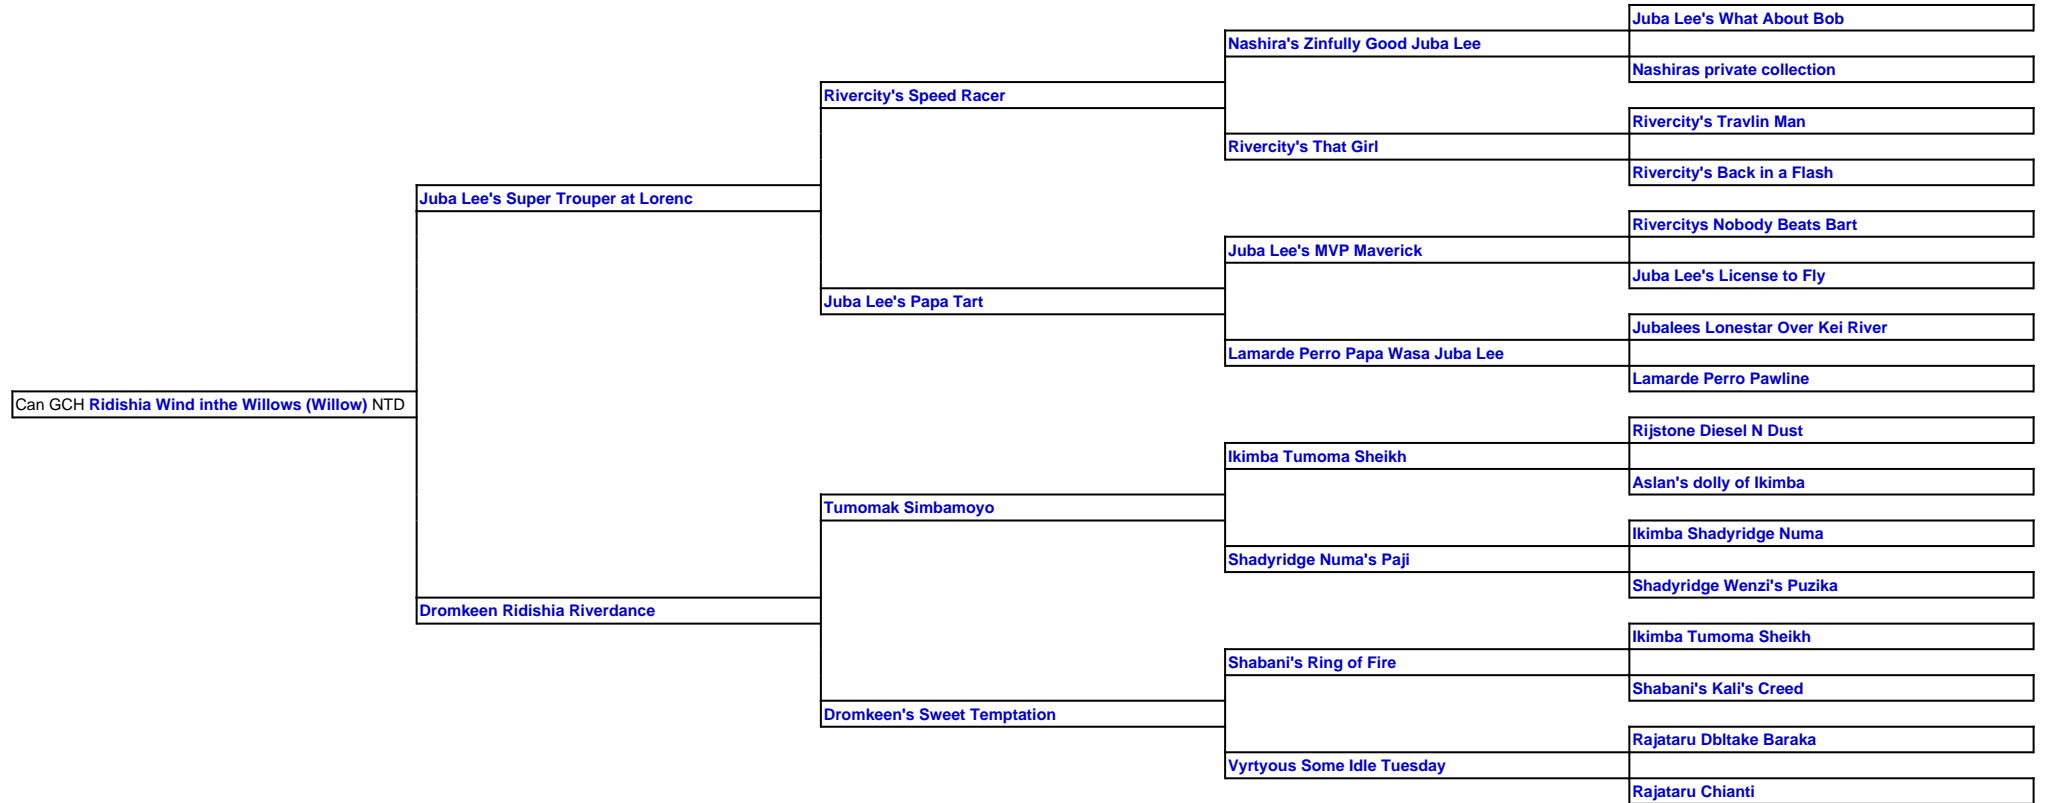 Juba Lee's What About Bob
Nashira's Zinfully Good Juba Lee
Nashiras private collection
Rivercity's Speed Racer
Rivercity's Travlin Man
Rivercity's That Girl
Rivercity's Back in a Flash
Juba Lee's Super Trouper at Lorenc
Rivercitys Nobody Beats Bart
Juba Lee's MVP Maverick
Juba Lee's License to Fly
Juba Lee's Papa Tart
Jubalees Lonestar Over Kei River
Lamarde Perro Papa Wasa Juba Lee
Lamarde Perro Pawline
Can GCH Ridishia Wind inthe Willows (Willow) NTD
Rijstone Diesel N Dust
Ikimba Tumoma Sheikh
Aslan's dolly of Ikimba
Tumomak Simbamoyo
Ikimba Shadyridge Numa
Shadyridge Numa's Paji
Shadyridge Wenzi's Puzika
Dromkeen Ridishia Riverdance
Ikimba Tumoma Sheikh
Shabani's Ring of Fire
Shabani's Kali's Creed
Dromkeen's Sweet Temptation
Rajataru Dbltake Baraka
Vyrtyous Some Idle Tuesday
Rajataru Chianti